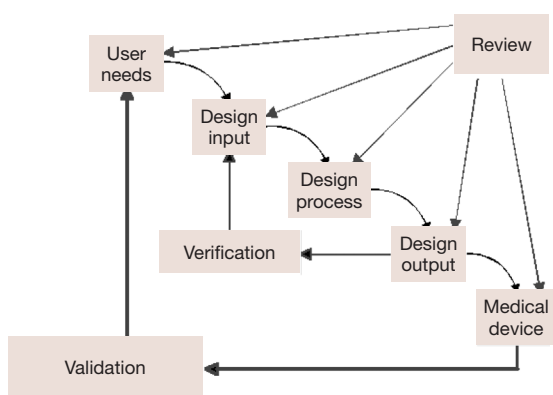 Review
User
needs
Design
input
Design
process
Verification
Design
output
Medical
device
Validation